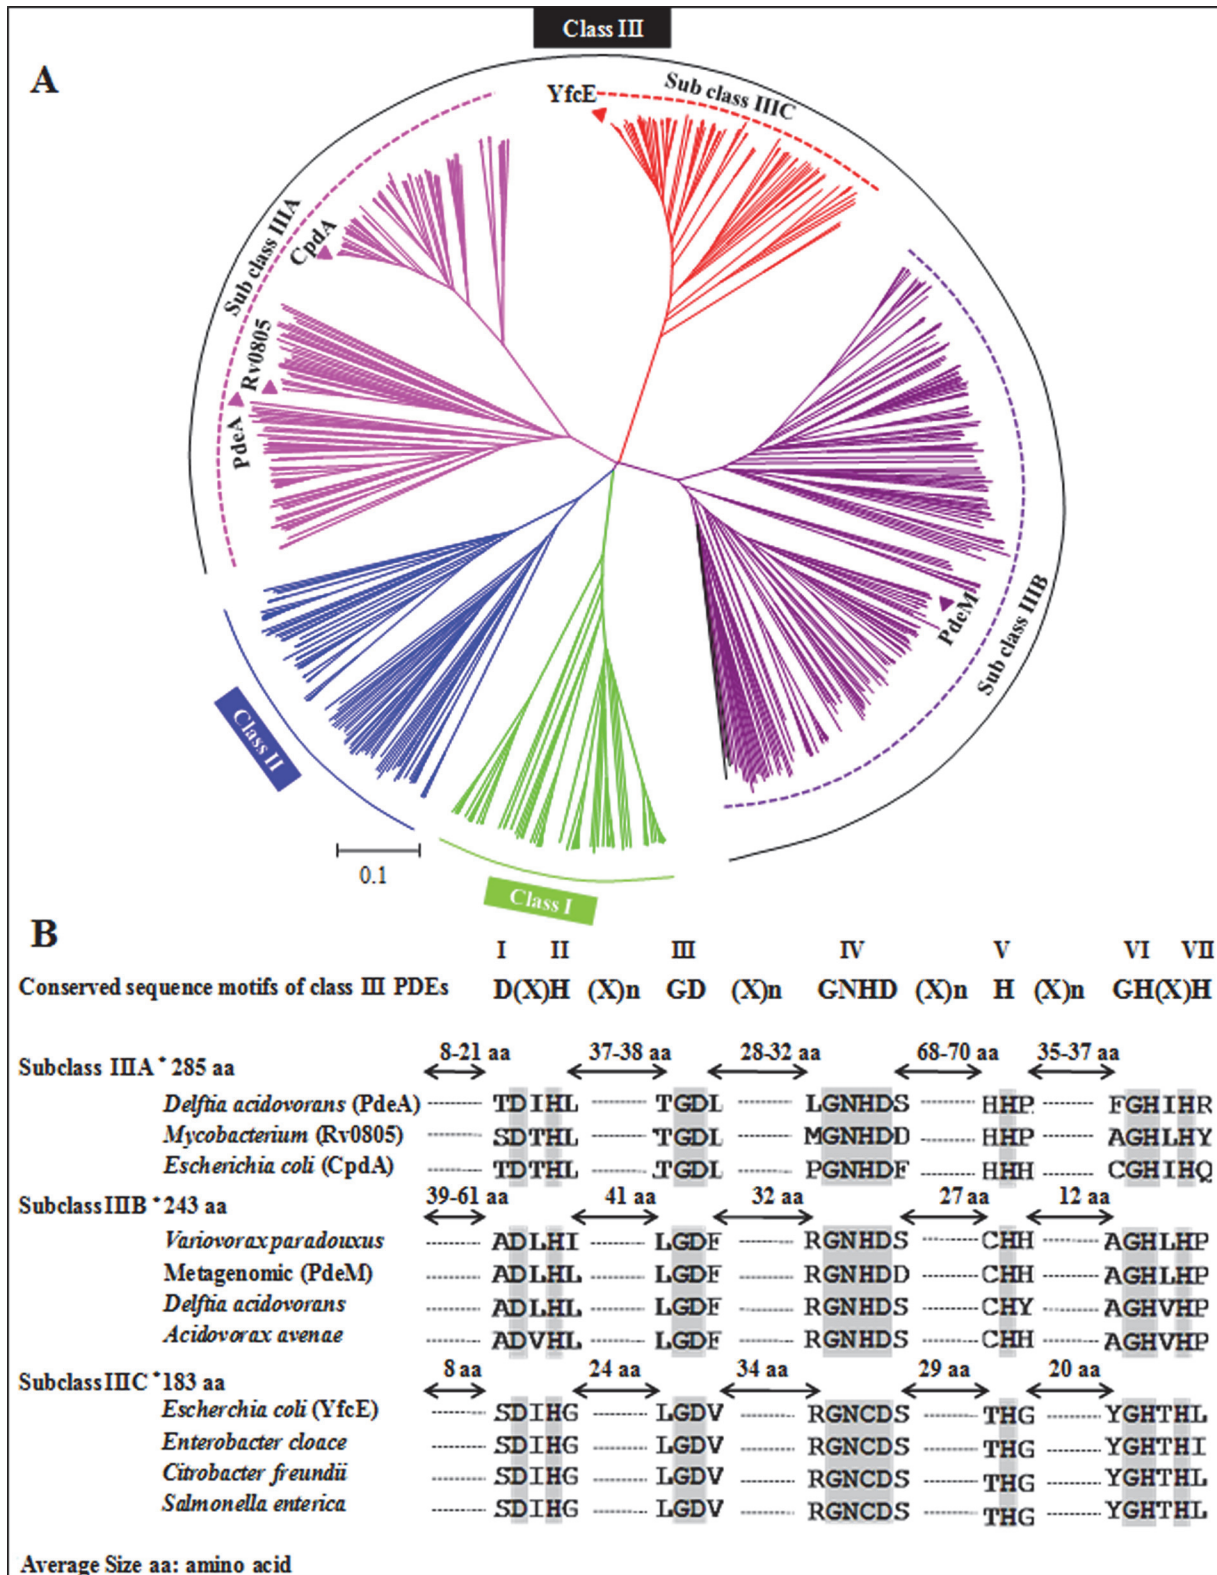 Class III
A
YfcE
Sub class IIIC
Sub class IIIA
CpdA
Rv0805
PdeA
PdeM
Sub class IIIB
Class II
0.1
Class I
B
I II III IV V VI VII
Conserved sequence motifs of class III PDEs D(X)H (X)n GD (X)n GNHD (X)n H (X)n GH(X)H
8-21 aa 37-38 aa 28-32 aa 68-70 aa 35-37 aa
Subclass IIIA * 285 aa
Delftia acidovorans (PdeA) TDIHL TGDL LGNHDS HHP FGHIHR
Mycobacterium (Rv0805) SDTHL TGDL MGNHDD HHP AGHLHY
Escherichia coli (CpdA) TDTHL TGDL PGNHDF HHH CGHIHQ
39-61 aa 41 aa 32 aa 27 aa 12 aa
Subclass IIIB * 243 aa
Variovorax paradouxus ADLHI LGDF RGNHDS CHH AGHLHP
Metagenomic (PdeM) ADLHL LGDF RGNHDD CHH AGHLHP
Delftia acidovorans ADLHL LGDF RGNHDS CHY AGHVHP
Acidovorax avenae ADVHL LGDF RGNHDS CHH AGHVHP
8 aa 24 aa 34 aa 29 aa 20 aa
Subclass IIIC * 183 aa
Escherchia coli (YfcE) SDIHG LGDV RGNCDS THG YGHTHL
Enterobacter cloace SDIHG LGDV RGNCDS THG YGHTHI
Citrobacter freundii SDIHG LGDV RGNCDS THG YGHTHL
Salmonella enterica SDIHG LGDV RGNCDS THG YGHTHL
Average Size aa: amino acid